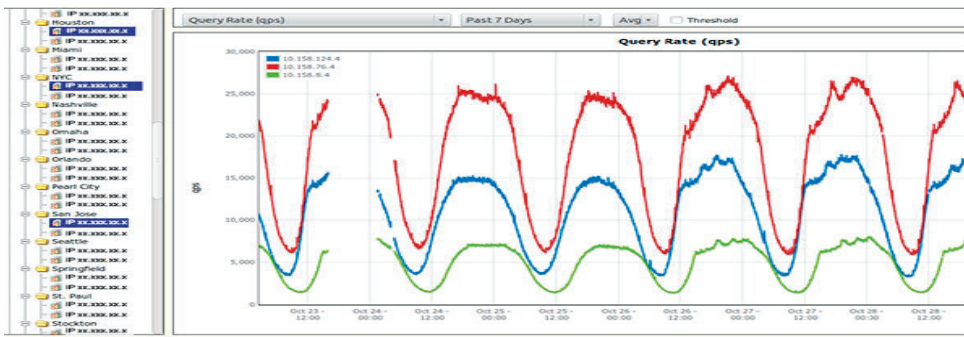 IP xx.xxx.xx.x
Houston
IP xx.xxx.xx.x
IP xx.xxx.xx.x
Miami
IP xx.xxx.xx.x
IP xx.xxx.xx.x
NYC
IP xx.xxx.xx.x
IP xx.xxx.xx.x
Nashville
IP xx.xxx.xx.x
IP xx.xxx.xx.x
Omaha
IP xx.xxx.xx.x
IP xx.xxx.xx.x
Orlando
IP xx.xxx.xx.x
IP xx.xxx.xx.x
Pearl City
IP xx.xxx.xx.x
IP xx.xxx.xx.x
San Jose
IP xx.xxx.xx.x
IP xx.xxx.xx.x
Seattle
IP xx.xxx.xx.x
IP xx.xxx.xx.x
Springfield
IP xx.xxx.xx.x
IP xx.xxx.xx.x
St. Paul
IP xx.xxx.xx.x
IP xx.xxx.xx.x
Stockton
IP xx.xxx.xx.x
Query Rate (qps) Past 7 Days Avg Threshold
Query Rate (qps)
30,000
25,000
20,000
15,000
10,000
5,000
0
qps
10.158.124.4
10.158.76.4
10.158.8.4
Oct 23 - 12:00
Oct 24 - 00:00
Oct 24 - 12:00
Oct 25 - 00:00
Oct 25 - 12:00
Oct 26 - 00:00
Oct 26 - 12:00
Oct 27 - 00:00
Oct 27 - 12:00
Oct 28 - 00:00
Oct 28 - 12:00